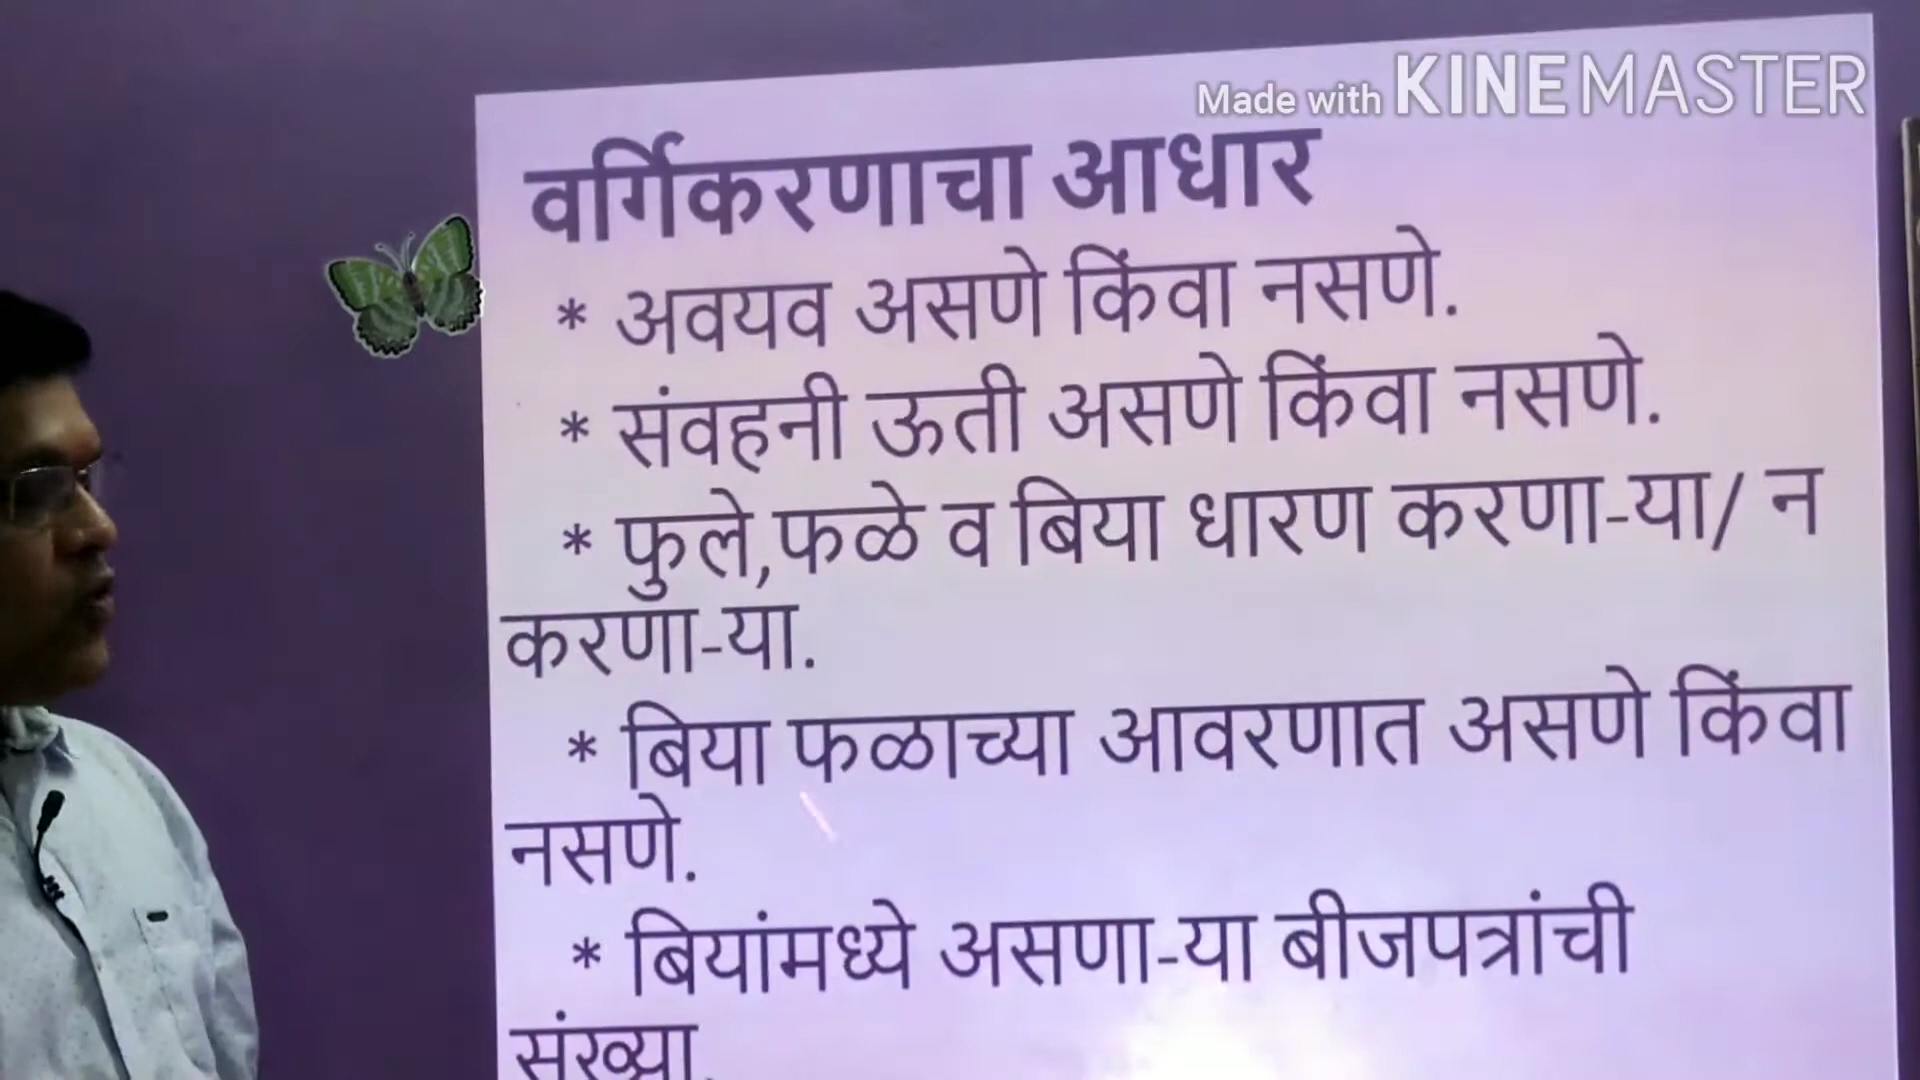 Made with KINEMASTER
वर्गिकरणाचा आधार
* अवयव असणे किंवा नसणे.
* संवहनी ऊती असणे किंवा नसणे.
* फुले,फळे व बिया धारण करणा-या/ न
करणा-या.
* बिया फळाच्या आवरणात असणे किंवा
नसणे.
* बियांमध्ये असणा-या बीजपत्रांची
संख्या.